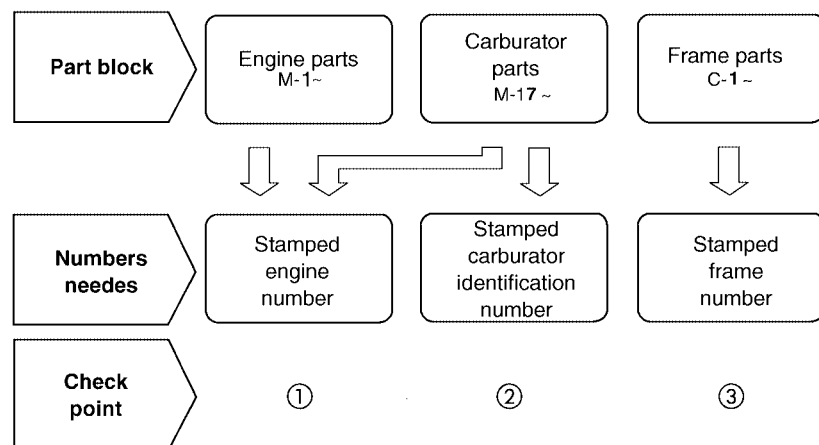 Part block
Engine parts
M-1~
Carburator
parts
M-17 ~
Frame parts
C-1 ~
Numbers
needes
Stamped
engine
number
Stamped
carburator
identification
number
Stamped
frame
number
Check
point
①
②
③